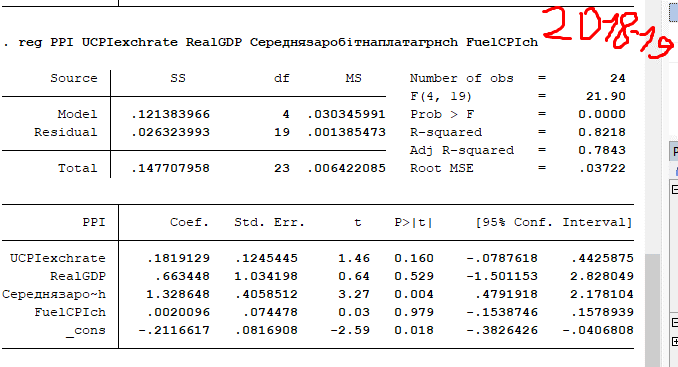 2018-19
. reg PPI UCPIexchrate RealGDP Середнязаробітнаплатагрнсh FuelCPIch
Source SS df MS Number of obs = 24
F(4, 19) = 21.90
Model .121383966 4 .030345991 Prob > F = 0.0000
Residual .026323993 19 .001385473 R-squared = 0.8218
Adj R-squared = 0.7843
Total .147707958 23 .006422085 Root MSE = .03722
PPI Coef. Std. Err. t P>|t| [95% Conf. Interval]
UCPIexchrate .1819129 .1245445 1.46 0.160 -.0787618 .4425875
RealGDP .663448 1.034198 0.64 0.529 -1.501153 2.828049
Середнязаро~h 1.328648 .4058512 3.27 0.004 .4791918 2.178104
FuelCPIch .0020096 .074478 0.03 0.979 -.1538746 .1578939
_cons -.2116617 .0816908 -2.59 0.018 -.3826426 -.0406808